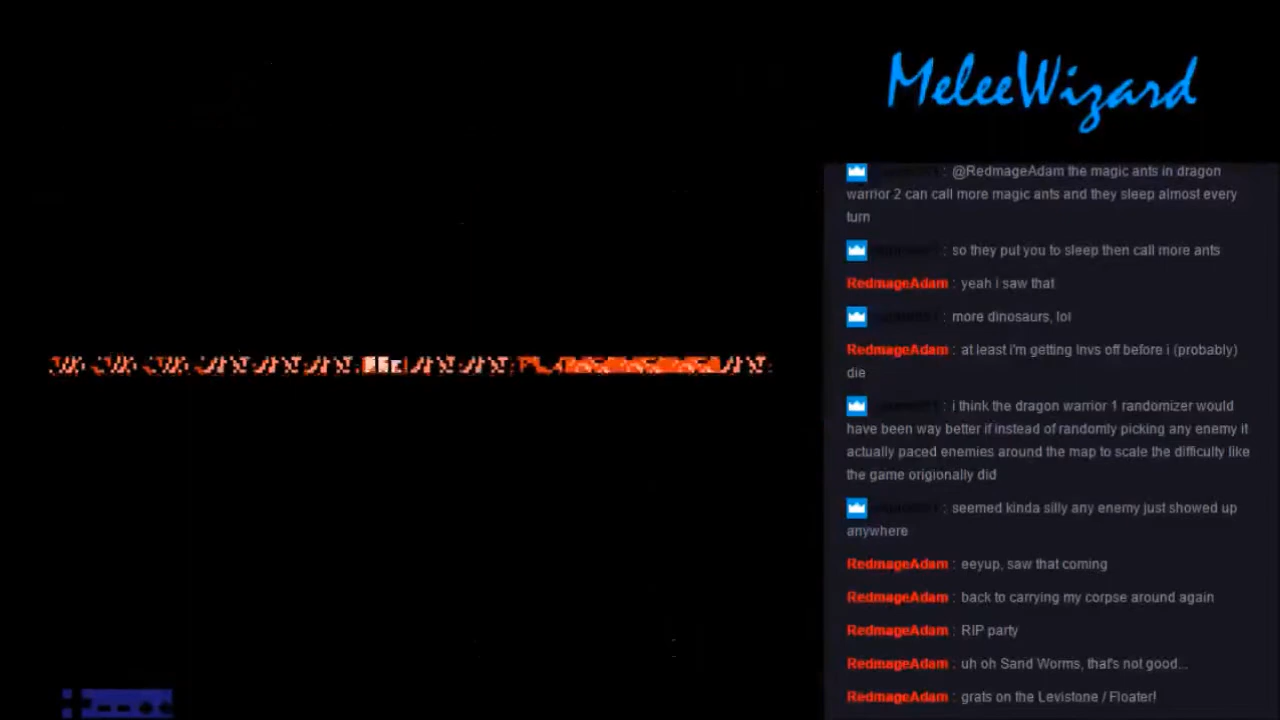 MeleeWizard
: @RedmageAdam the magic ants in dragon
warrior 2 can call more magic ants and they sleep almost every
turn
: so they put you to sleep then call more ants
RedmageAdam : yeah i saw that
: more dinosaurs, lol
RedmageAdam : at least i'm getting Invs off before i (probably)
die
: i think the dragon warrior 1 randomizer would
have been way better if instead of randomly picking any enemy it
actually paced enemies around the map to scale the difficulty like
the game origionally did
: seemed kinda silly any enemy just showed up
anywhere
RedmageAdam : eeyup, saw that coming
RedmageAdam : back to carrying my corpse around again
RedmageAdam : RIP party
RedmageAdam : uh oh Sand Worms, that's not good...
RedmageAdam : grats on the Levistone / Floater!